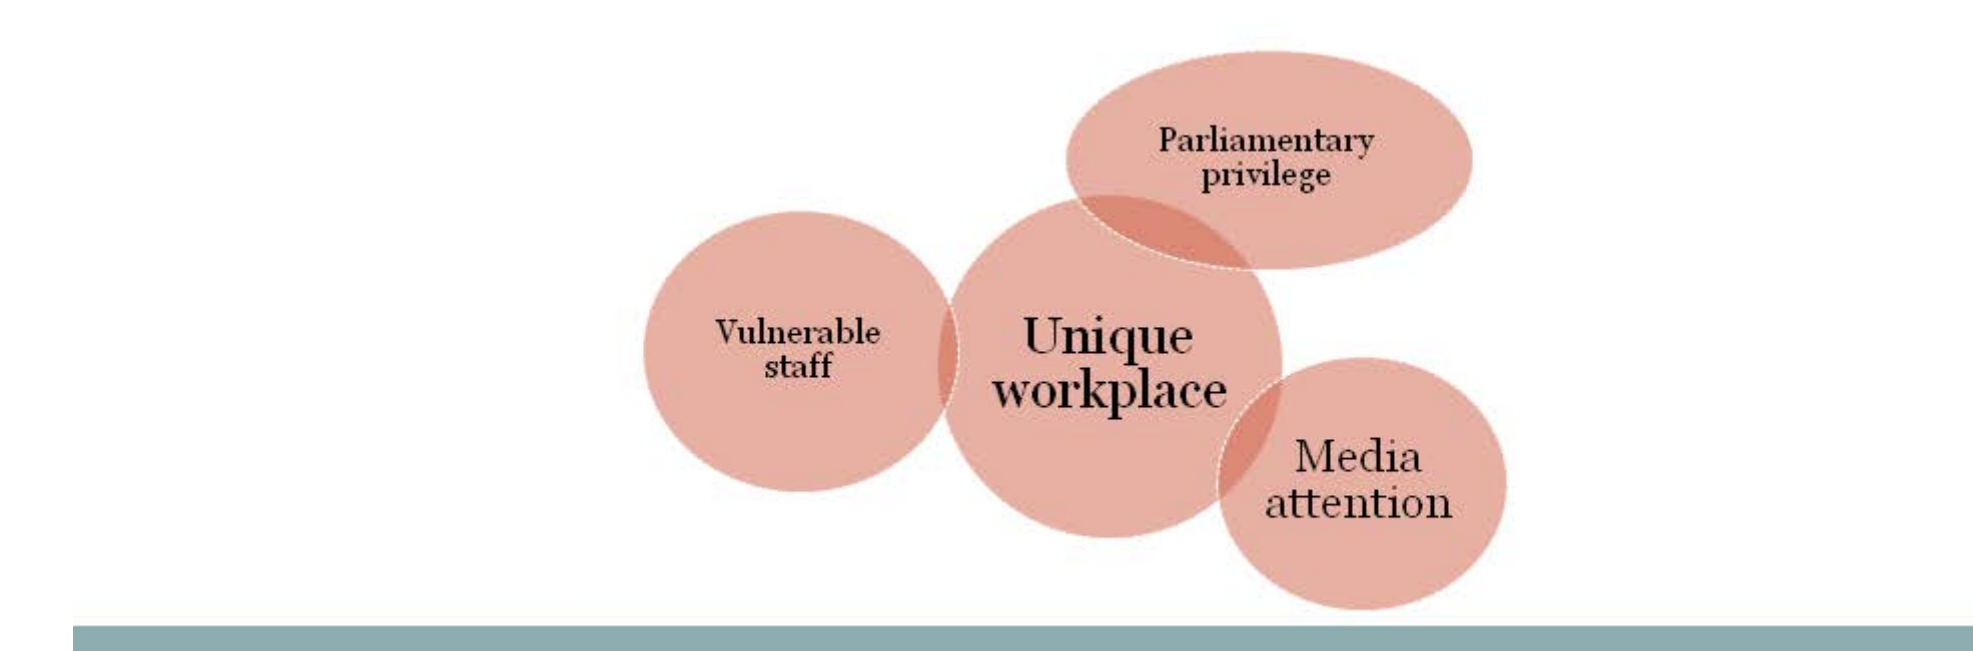 Parliamentary
privilege
Vulnerable
staff
Unique
workplace
Media
attention